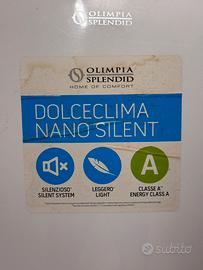 OLIMPIA
SPLENDID
OLIMPIA
SPLENDID
HOME OF COMFORT
DOLCECLIMA
NANO SILENT
A
SILENZIOSO
SILENT SYSTEM
LEGGERO
LIGHT
CLASSE A
ENERGY CLASS A
subito